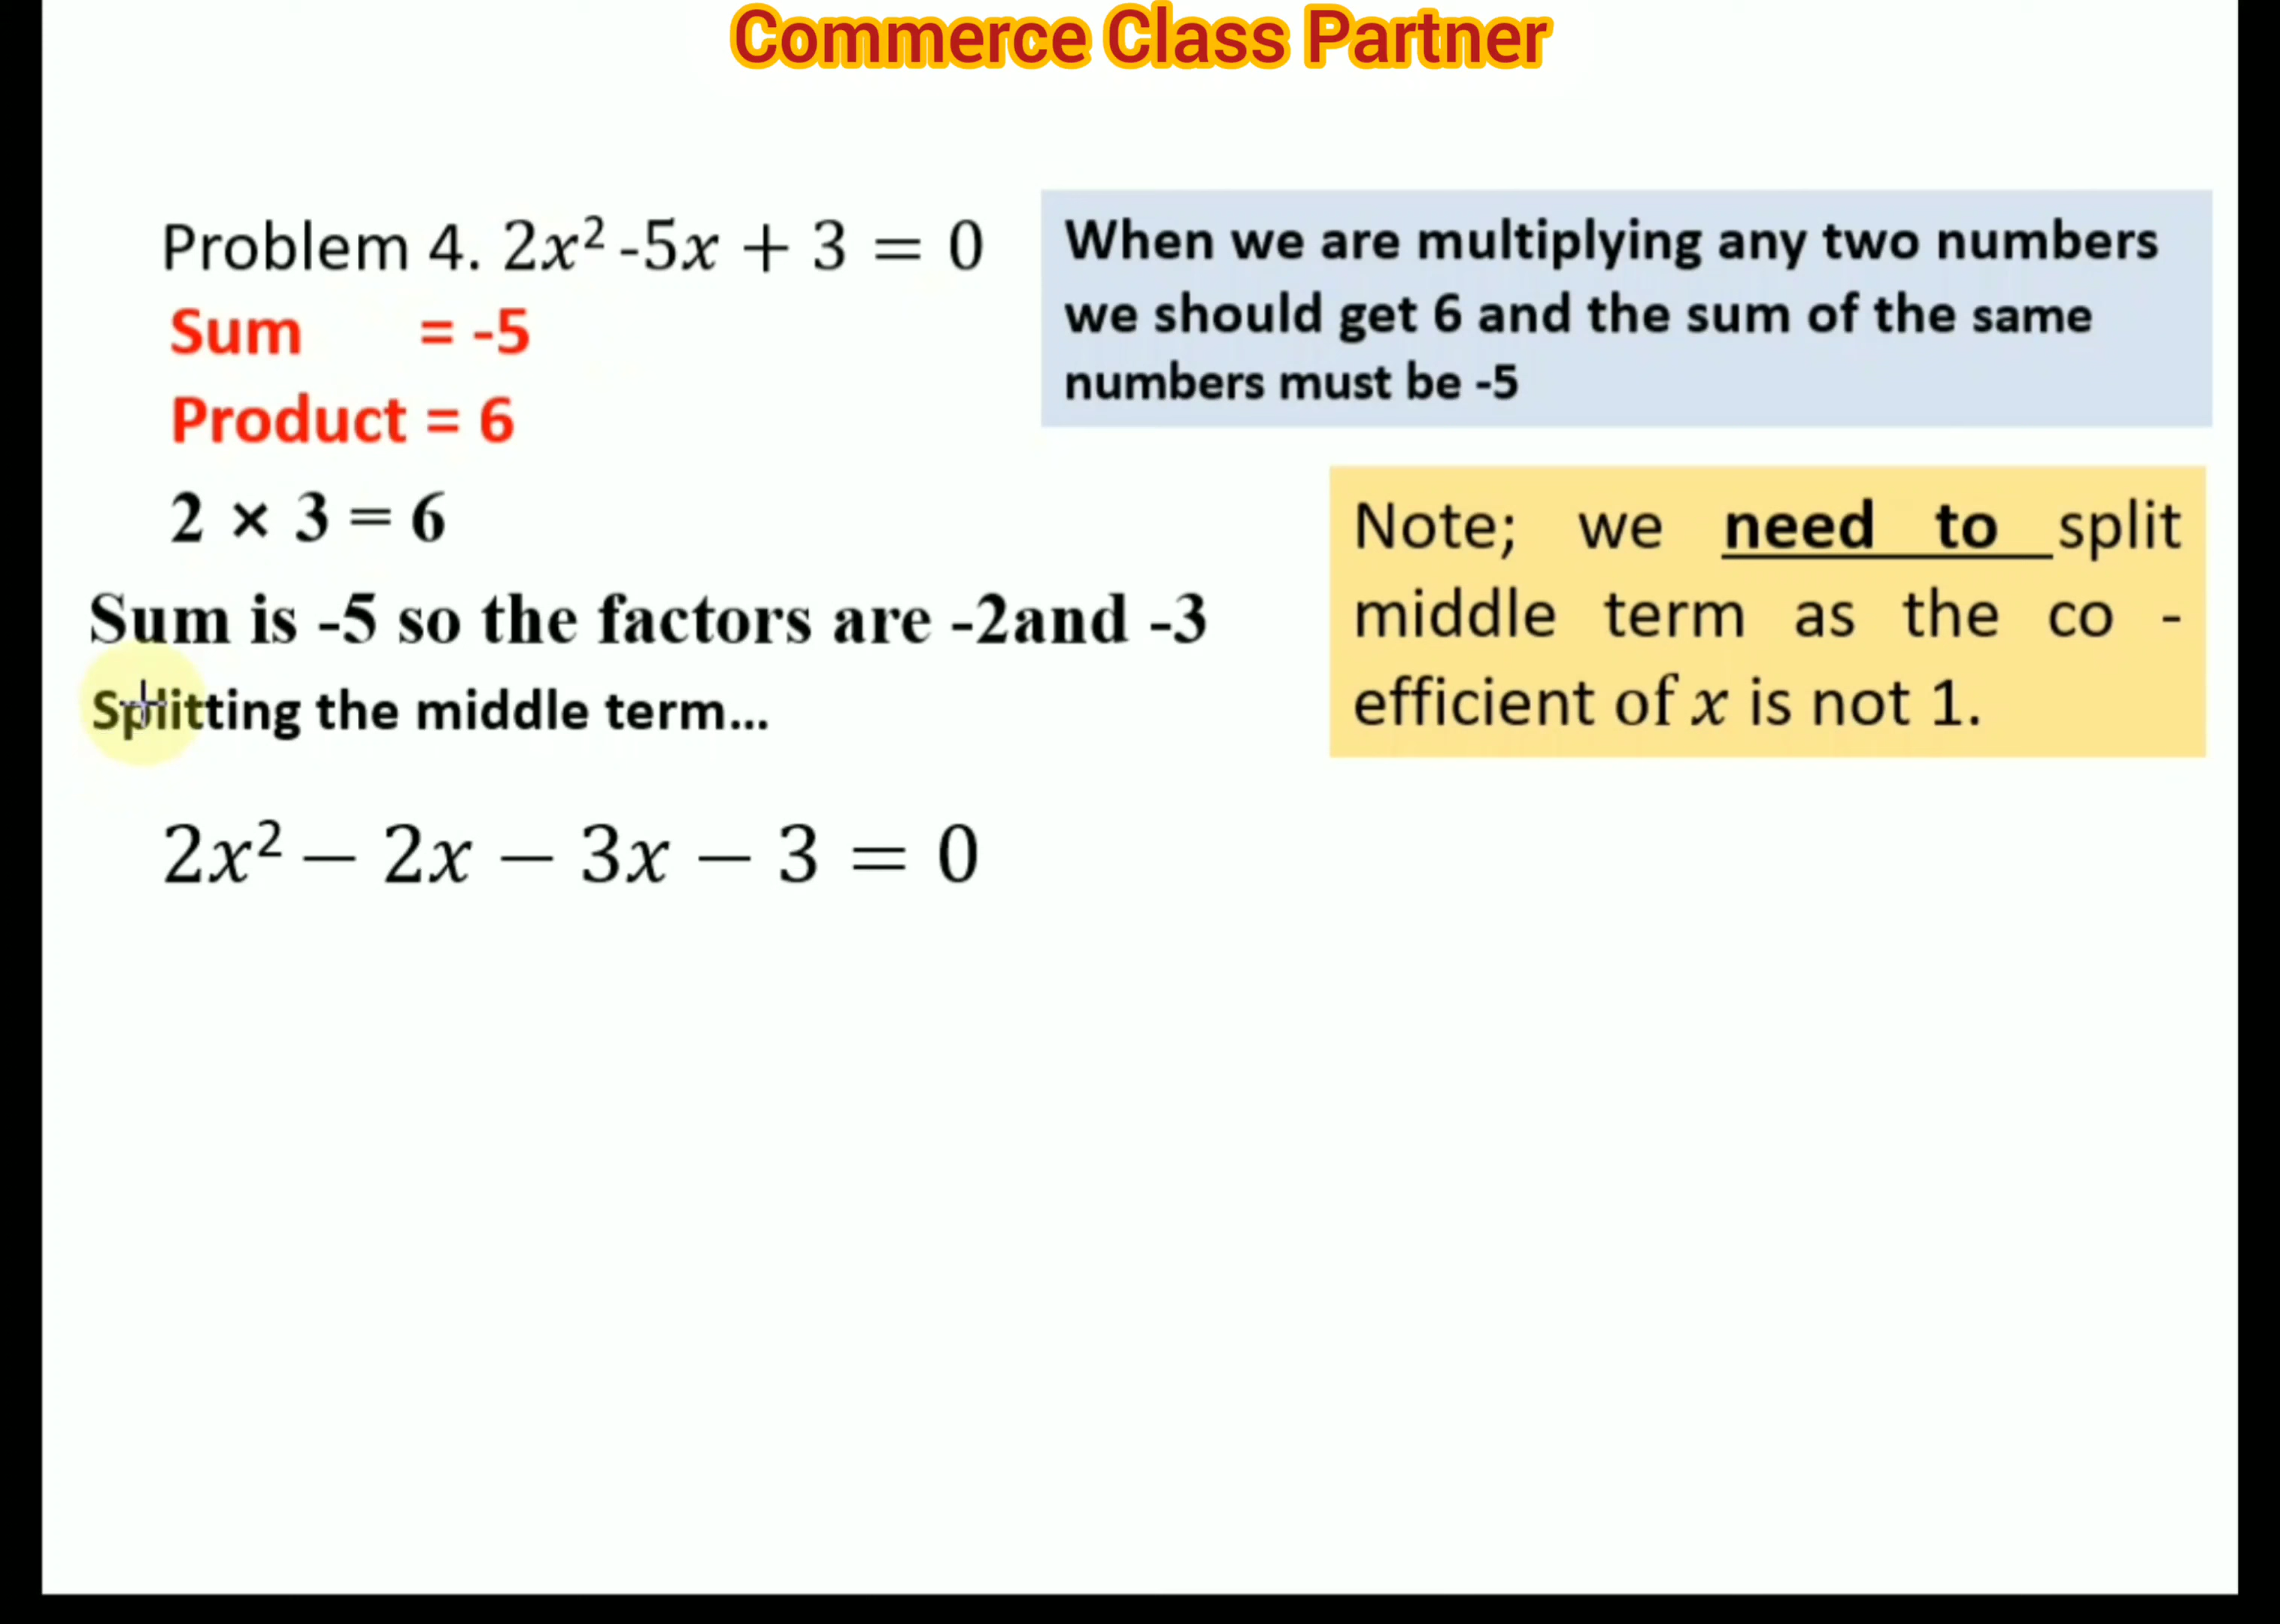 Commerce Class Partner
Problem 4. 2x² -5x + 3 = 0
Sum = -5
Product = 6
2 × 3 = 6
Sum is -5 so the factors are -2and -3
Splitting the middle term...
2x² − 2x − 3x − 3 = 0
When we are multiplying any two numbers
we should get 6 and the sum of the same
numbers must be -5
Note; we need to split
middle term as the co -
efficient of x is not 1.